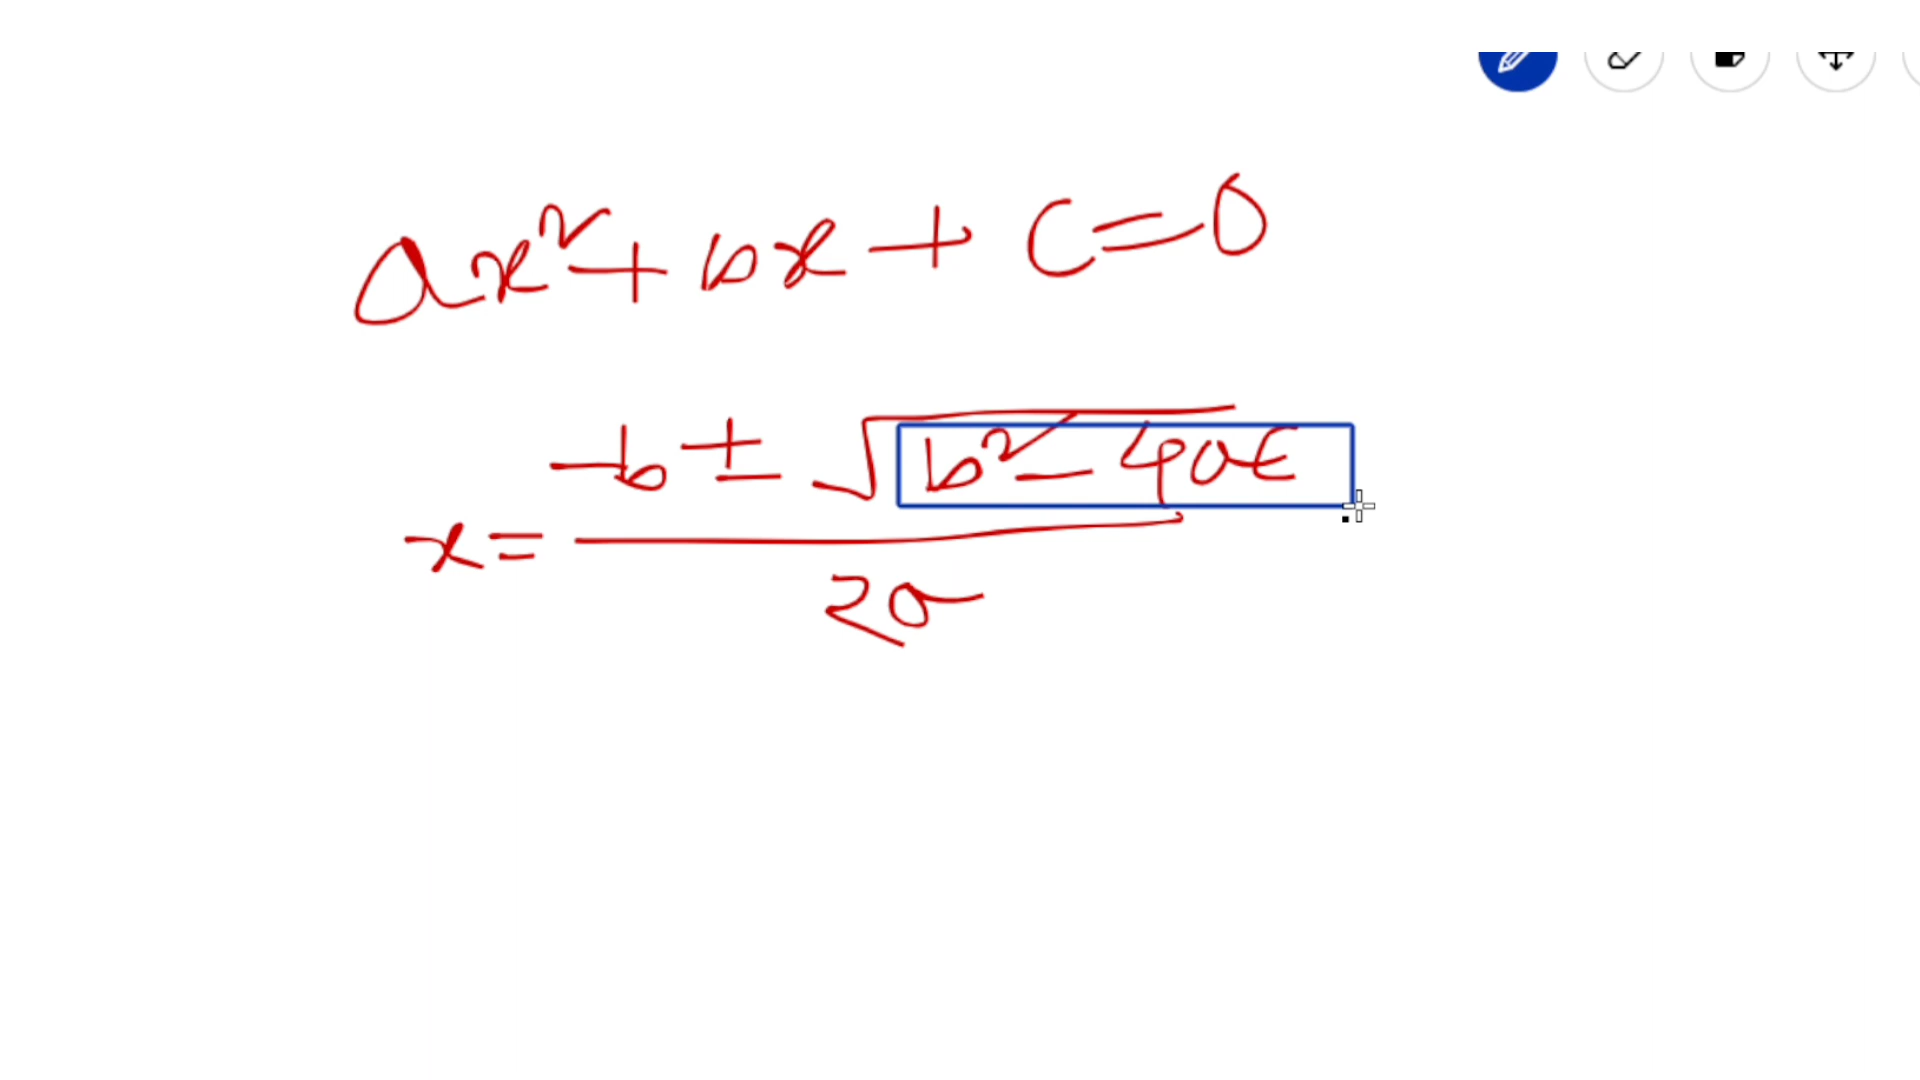 ax²+bx+c=0
x = (-b ± √(b²-4ac)) / 2a